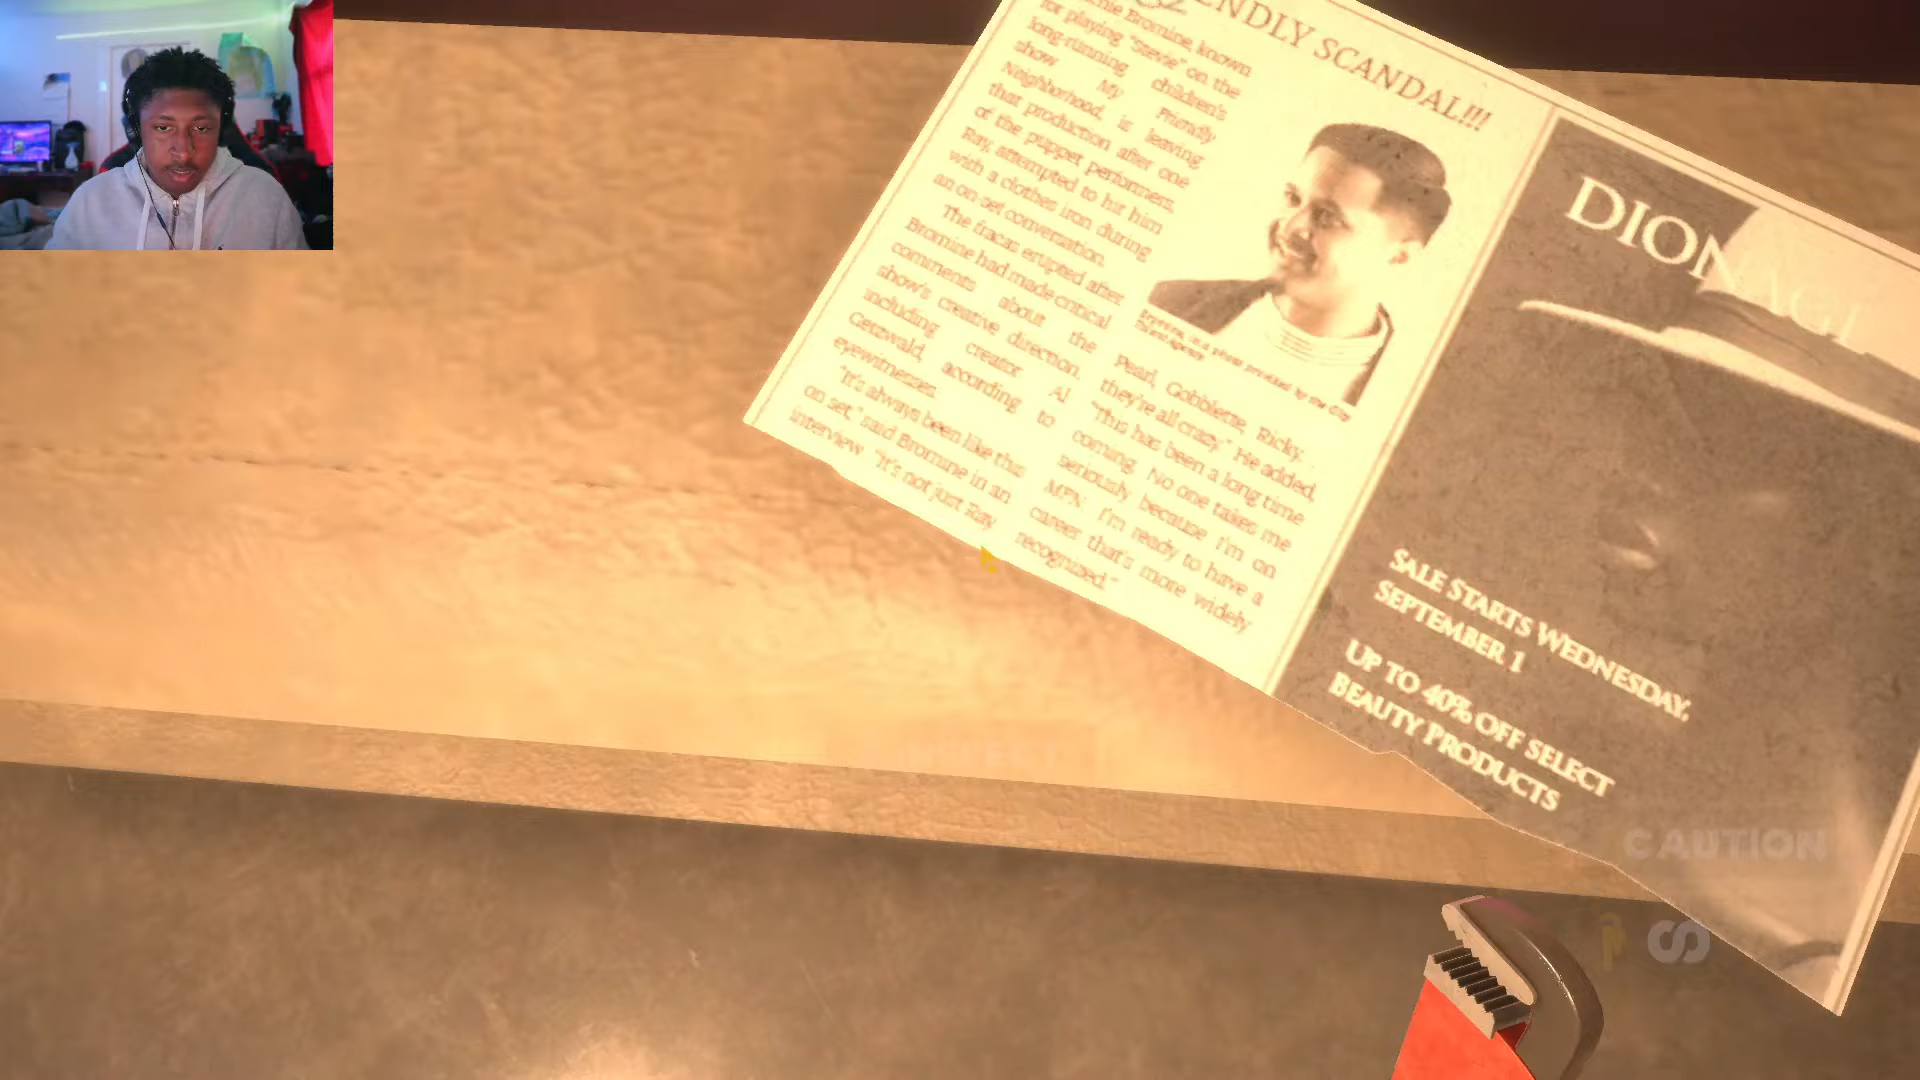 ENDLY SCANDAL!!!
Bromine, known
for playing "Stevie" on the
long-running children's
show My Friendly
Neighborhood, is leaving
that production after one
of the puppet performers,
Ray, attempted to hit him
with a clothes iron during
an on-set conversation.
The fracas erupted after
Bromine had made critical
comments about the
show's creative direction,
including creator Al
Getzwald, according to
eyewitnesses.
"It's always been like this
on set," said Bromine in an
interview. "It's not just Ray
Pearl, Gobblette, Ricky...
they're all crazy." He added,
"This has been a long time
coming. No one takes me
seriously because I'm on
MFN. I'm ready to have a
career that's more widely
recognized."
DIONAGI
SALE STARTS WEDNESDAY,
SEPTEMBER 1
UP TO 40% OFF SELECT
BEAUTY PRODUCTS
CAUTION